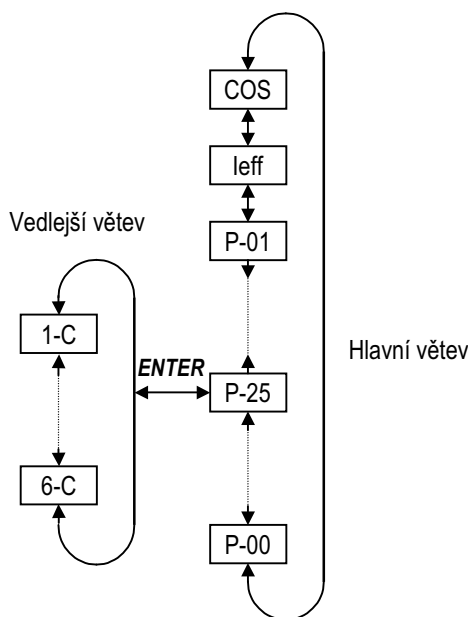 COS
Ieff
Vedlejší větev
P-01
1-C
Hlavní větev
ENTER
P-25
6-C
P-00